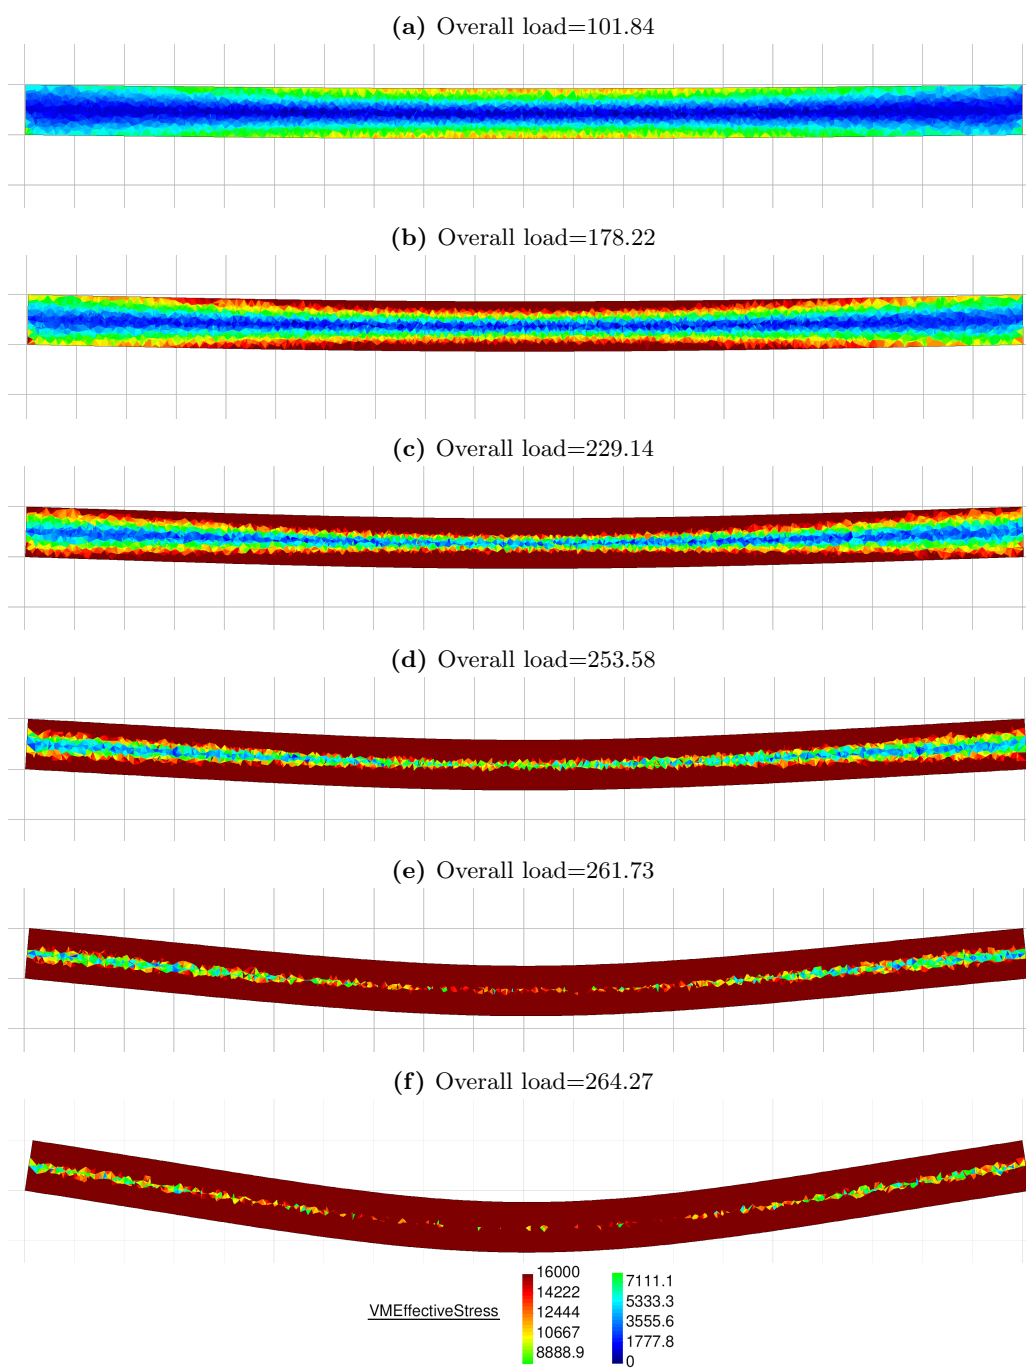 (a) Overall load=101.84
(b) Overall load=178.22
(c) Overall load=229.14
(d) Overall load=253.58
(e) Overall load=261.73
(f) Overall load=264.27
VMEffectiveStress
16000
14222
12444
10667
8888.9
7111.1
5333.3
3555.6
1777.8
0